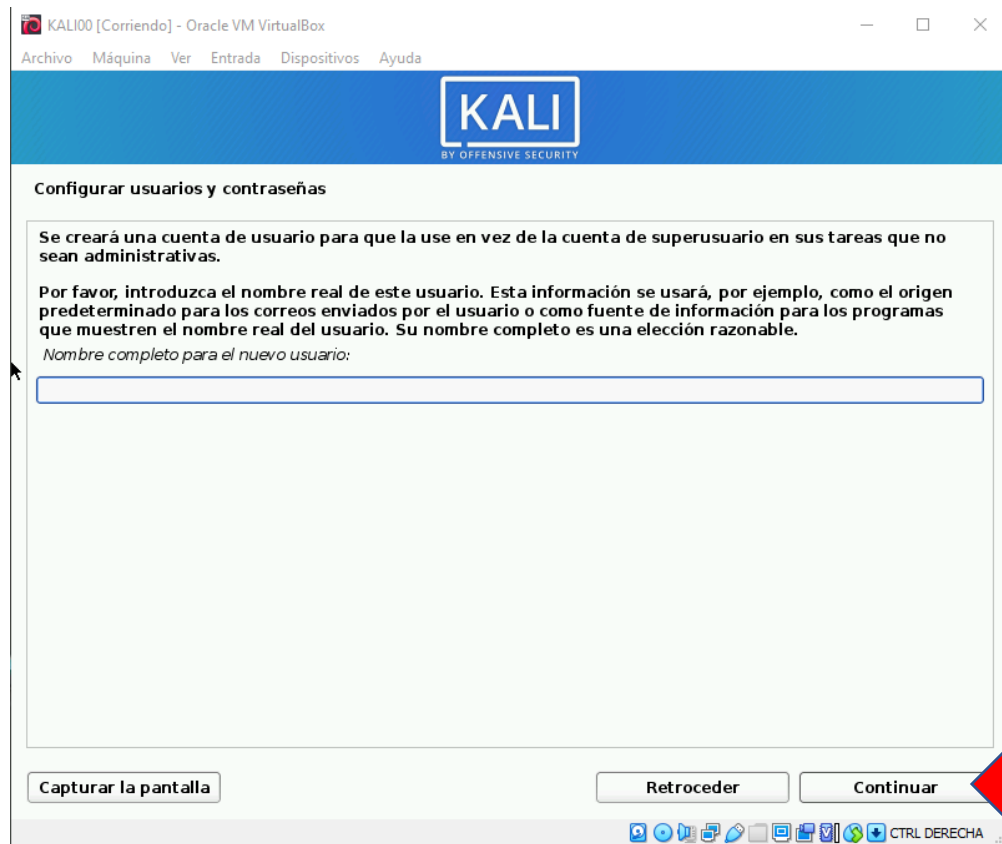 KALI00 [Corriendo] - Oracle VM VirtualBox
Archivo Máquina Ver Entrada Dispositivos Ayuda
KALI
BY OFFENSIVE SECURITY
Configurar usuarios y contraseñas
Se creará una cuenta de usuario para que la use en vez de la cuenta de superusuario en sus tareas que no
sean administrativas.
Por favor, introduzca el nombre real de este usuario. Esta información se usará, por ejemplo, como el origen
predeterminado para los correos enviados por el usuario o como fuente de información para los programas
que muestren el nombre real del usuario. Su nombre completo es una elección razonable.
Nombre completo para el nuevo usuario:
Capturar la pantalla Retroceder Continuar
CTRL DERECHA